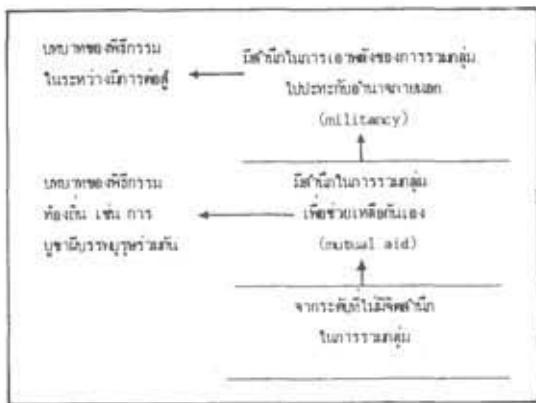 บทบาทของพิธีกรรม
ในระหว่างมีการต่อสู้
มีสำนึกในการเอาพลังของการรวมกลุ่ม
ไปปะทะกับอำนาจภายนอก
(militancy)
บทบาทของพิธีกรรม
ท้องถิ่น เช่น การ
บูชาผีบรรพบุรุษร่วมกัน
มีสำนึกในการรวมกลุ่ม
เพื่อช่วยเหลือกันเอง
(mutual aid)
จากระดับที่ไม่มีจิตสำนึก
ในการรวมกลุ่ม